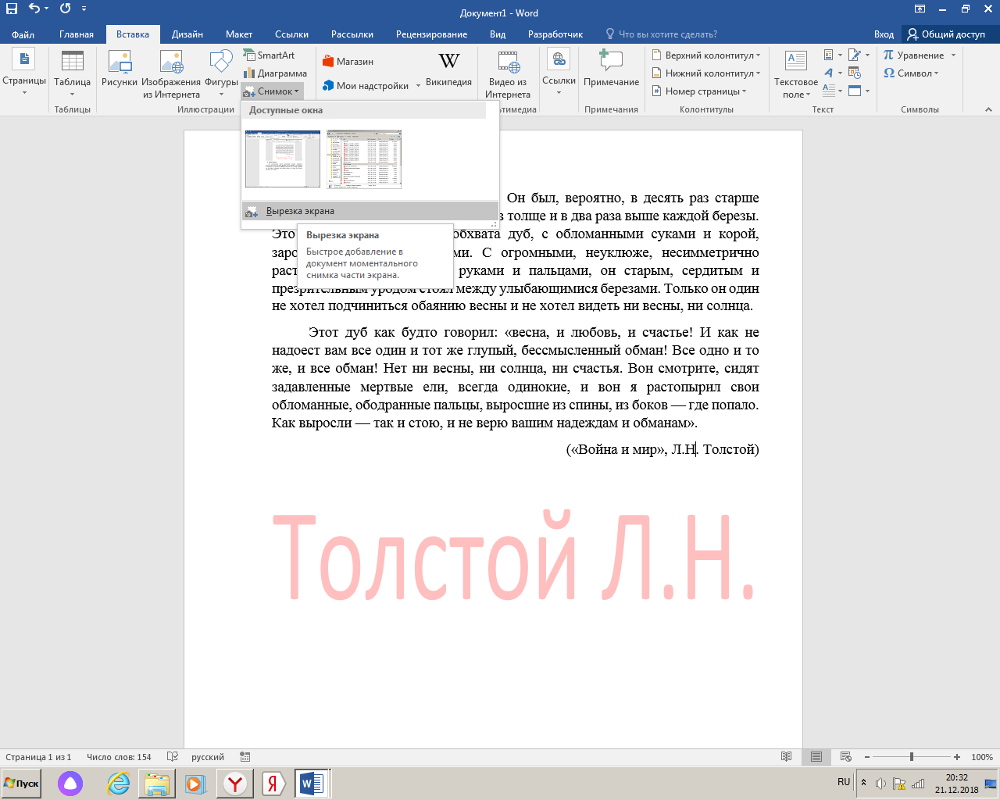 Документ1 - Word
Файл Главная Вставка Дизайн Макет Ссылки Рассылки Рецензирование Вид Разработчик Что вы хотите сделать? Вход Общий доступ
Страницы
Таблица
Рисунки
Изображения из Интернета
Фигуры
SmartArt
Диаграмма
Снимок
Магазин
Мои надстройки
Википедия
Видео из Интернета
Ссылки
Примечание
Верхний колонтитул
Нижний колонтитул
Номер страницы
Текстовое поле
Уравнение
Символ
Таблицы Иллюстрации льтимедиа Примечания Колонтитулы Текст Символы
Доступные окна
Вырезка экрана
Вырезка экрана
Быстрое добавление в
документ моментального
снимка части экрана.
Он был, вероятно, в десять раз старше
в толще и в два раза выше каждой березы.
Это обхвата дуб, с обломанными суками и корой,
заро ми. С огромными, неуклюже, несимметрично
раст руками и пальцами, он старым, сердитым и
презрительным уродом стоял между улыбающимися березами. Только он один
не хотел подчиниться обаянию весны и не хотел видеть ни весны, ни солнца.
Этот дуб как будто говорил: «весна, и любовь, и счастье! И как не
надоест вам все один и тот же глупый, бессмысленный обман! Все одно и то
же, и все обман! Нет ни весны, ни солнца, ни счастья. Вон смотрите, сидят
задавленные мертвые ели, всегда одинокие, и вон я растопырил свои
обломанные, ободранные пальцы, выросшие из спины, из боков — где попало.
Как выросли — так и стою, и не верю вашим надеждам и обманам».
(«Война и мир», Л.Н. Толстой)
Толстой Л.Н.
Страница 1 из 1 Число слов: 154 русский 100%
Пуск RU 20:32
21.12.2018